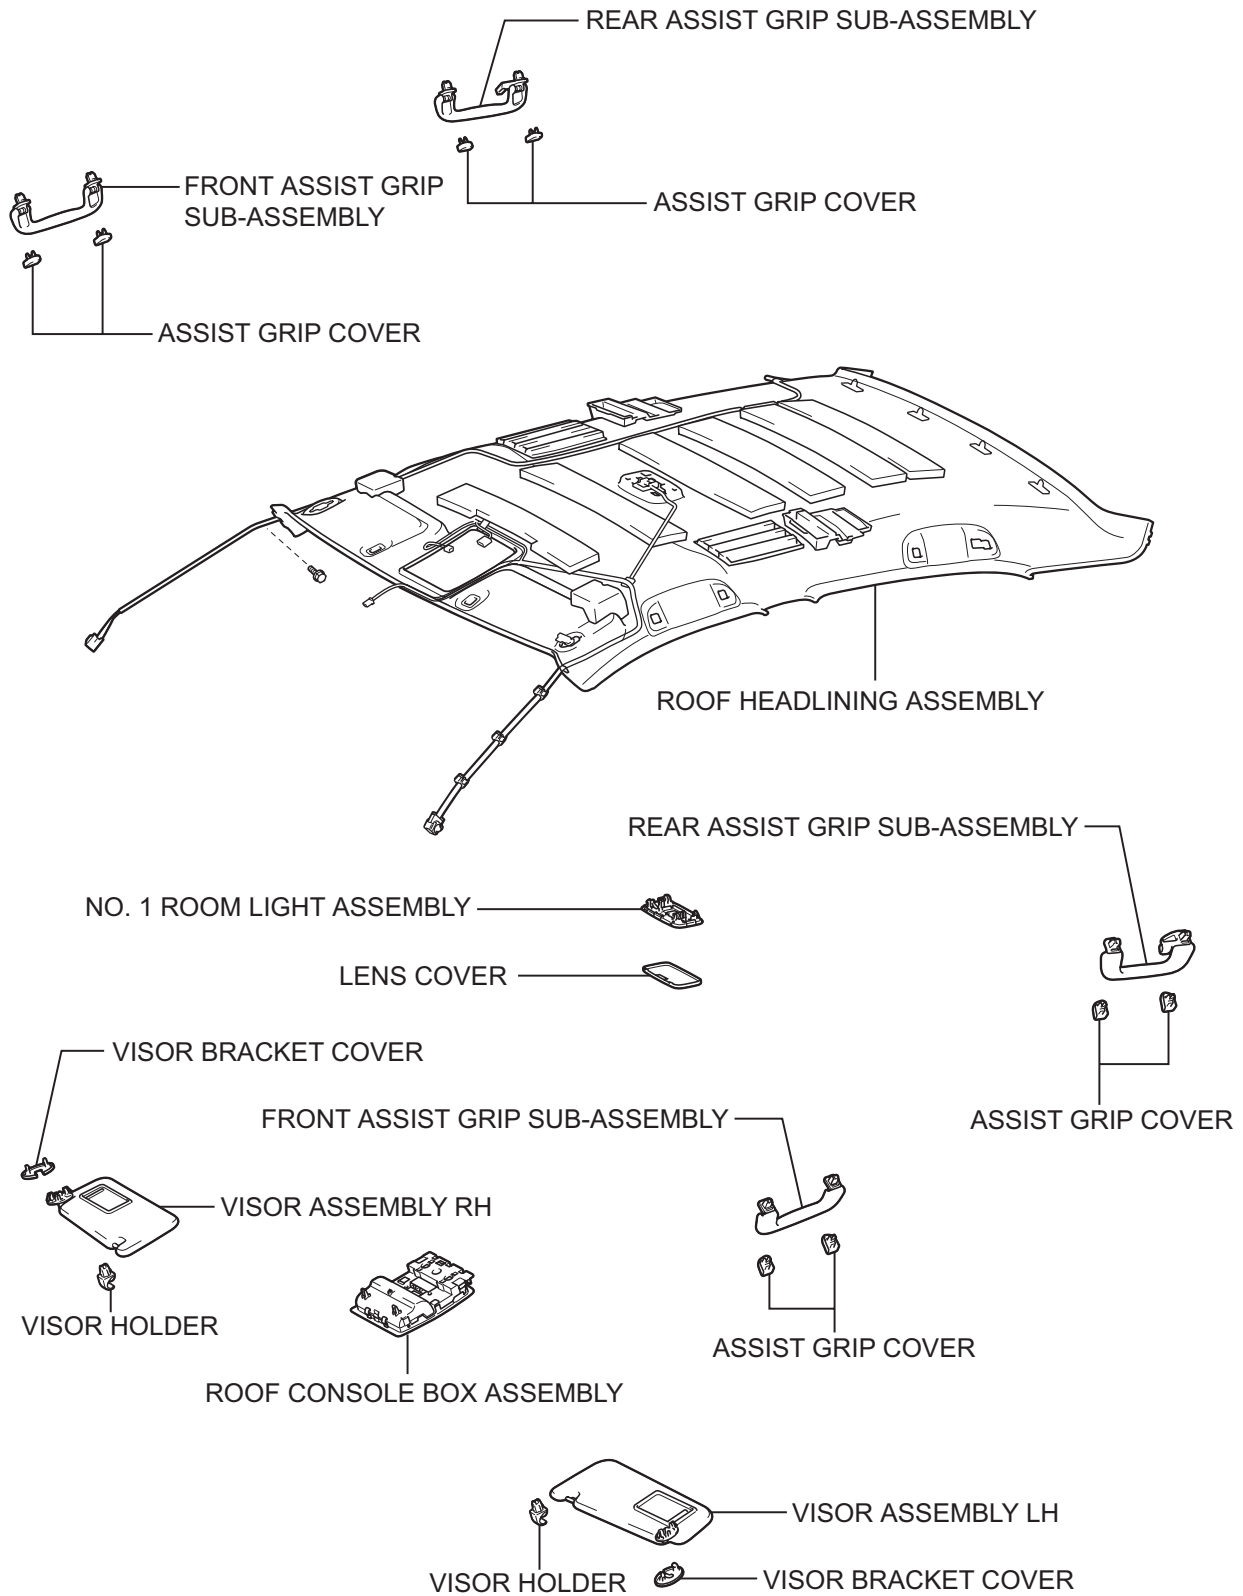 REAR ASSIST GRIP SUB-ASSEMBLY
FRONT ASSIST GRIP
SUB-ASSEMBLY
ASSIST GRIP COVER
ASSIST GRIP COVER
ROOF HEADLINING ASSEMBLY
REAR ASSIST GRIP SUB-ASSEMBLY
NO. 1 ROOM LIGHT ASSEMBLY
LENS COVER
VISOR BRACKET COVER
FRONT ASSIST GRIP SUB-ASSEMBLY
ASSIST GRIP COVER
VISOR ASSEMBLY RH
VISOR HOLDER
ASSIST GRIP COVER
ROOF CONSOLE BOX ASSEMBLY
VISOR ASSEMBLY LH
VISOR HOLDER
VISOR BRACKET COVER